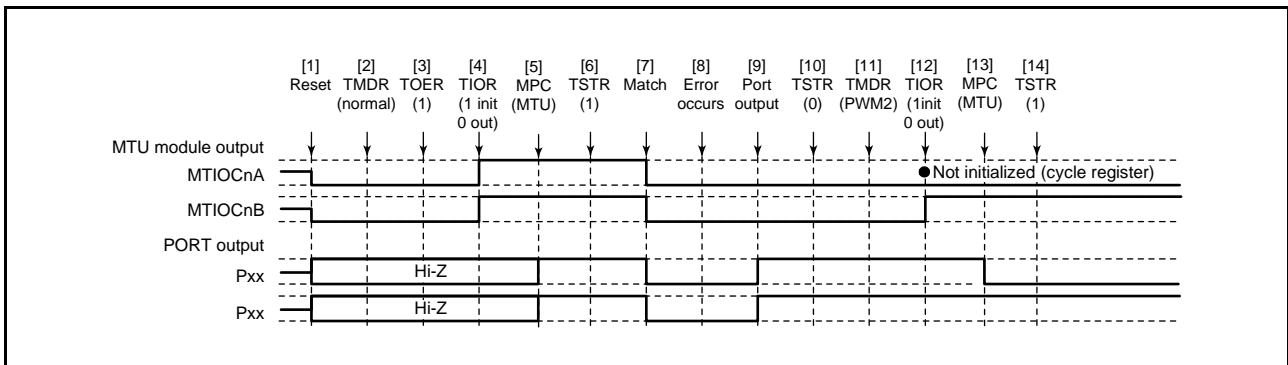 [1] [2] [3] [4] [5] [6] [7] [8] [9] [10] [11] [12] [13] [14]
Reset TMDR TOER TIOR MPC TSTR Match Error Port TSTR TMDR TIOR MPC TSTR
(normal) (1) (1 init (MTU) (1) occurs output (0) (PWM2) (1init (MTU) (1)
0 out) 0 out)
MTU module output
MTIOCnA
Not initialized (cycle register)
MTIOCnB
PORT output
Pxx
Hi-Z
Pxx
Hi-Z